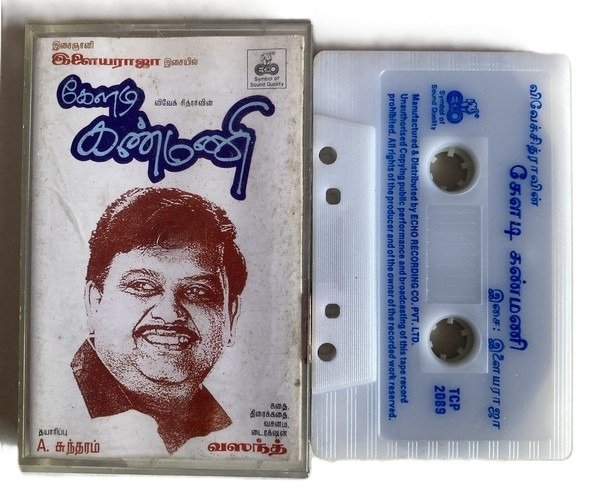 இசைஞானி
இளையராஜா இசையில்
ECHO
Symbol of
Sound Quality
கேளடி
விவேக் சித்ராவின்
கண்மணி
தயாரிப்பு
A. சுந்தரம்
கதை,
திரைக்கதை,
வசனம்,
டைரக்ஷன்
வஸந்த்
விவேக்சித்ராவின்
கேளடி கண்மணி
இசை: இளையராஜா
ECHO
Symbol of
Sound Quality
Manufactured & Distributed by ECHO RECORDING CO. PVT. LTD.
Unauthorised Copying public performance and broadcasting of this tape record
prohibited. All rights of the producer and of the owner of the recorded work reserved.
TCP
2089